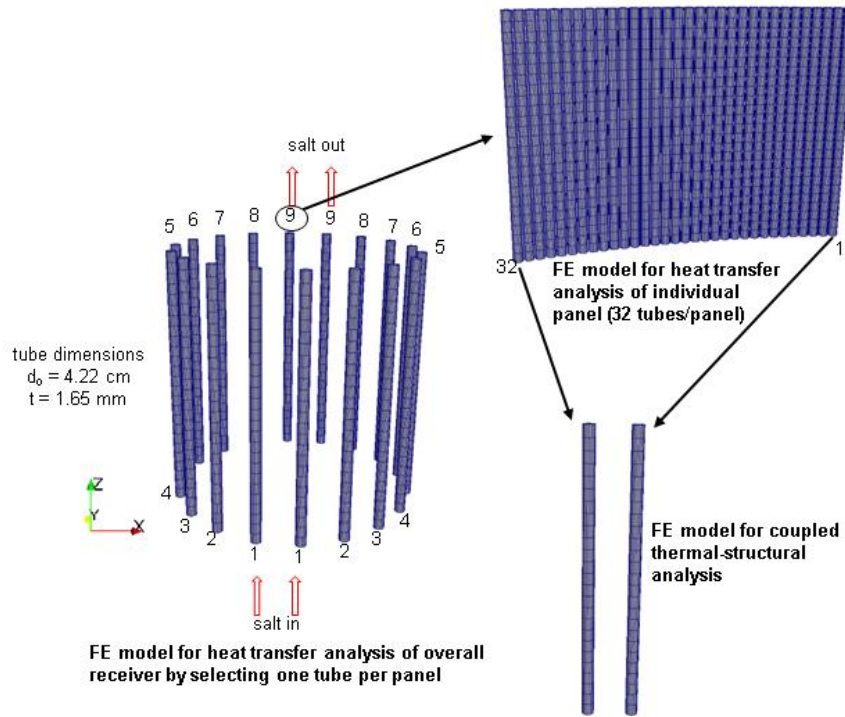 salt out
5 6 7 8 9 9 8 7 6 5
32
1
FE model for heat transfer
analysis of individual
panel (32 tubes/panel)
tube dimensions
dₒ = 4.22 cm
t = 1.65 mm
Z
Y
X
4 3 2 1 1 2 3 4
salt in
FE model for heat transfer analysis of overall
receiver by selecting one tube per panel
FE model for coupled
thermal-structural
analysis